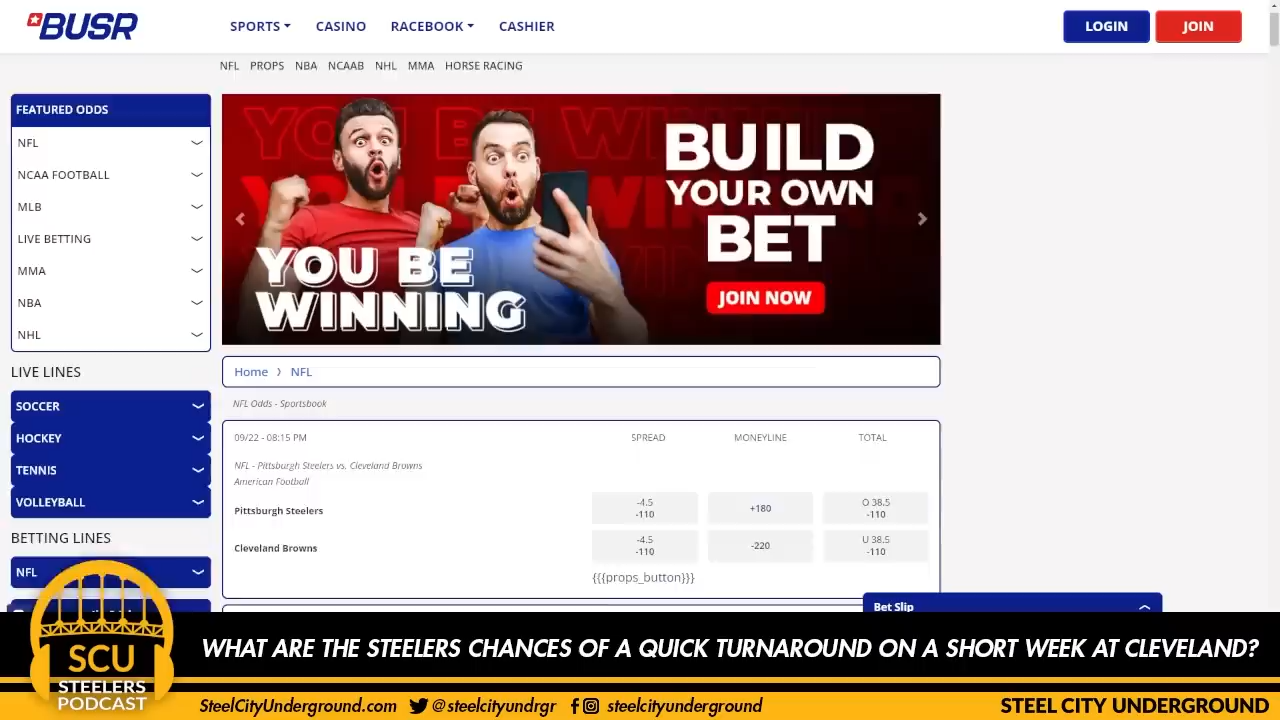 BUSR
SPORTS CASINO RACEBOOK CASHIER
LOGIN JOIN
NFL PROPS NBA NCAAB NHL MMA HORSE RACING
FEATURED ODDS
NFL
NCAA FOOTBALL
MLB
LIVE BETTING
MMA
NBA
NHL
LIVE LINES
SOCCER
HOCKEY
TENNIS
VOLLEYBALL
BETTING LINES
NFL
YOU BE WINNING
YOU BE
WINNING
BUILD
YOUR OWN
BET
JOIN NOW
Home NFL
NFL Odds - Sportsbook
09/22 - 08:15 PM SPREAD MONEYLINE TOTAL
NFL - Pittsburgh Steelers vs. Cleveland Browns
American Football
Pittsburgh Steelers -4.5 -110 +180 O 38.5 -110
Cleveland Browns -4.5 -110 -220 U 38.5 -110
{{{props_button}}}
Bet Slip
SCU
STEELERS
PODCAST
WHAT ARE THE STEELERS CHANCES OF A QUICK TURNAROUND ON A SHORT WEEK AT CLEVELAND?
SteelCityUnderground.com @steelcityundrgr steelcityunderground STEEL CITY UNDERGROUND